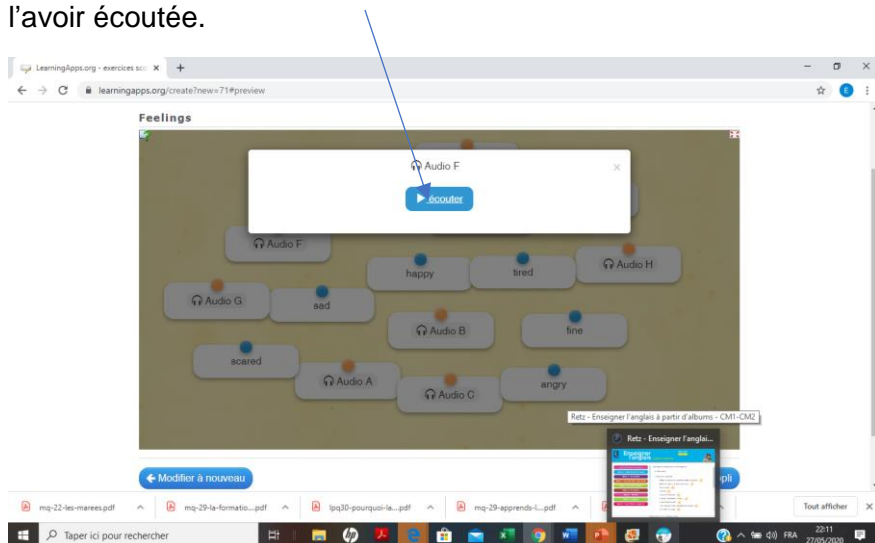 l’avoir écoutée.
LearningApps.org - exercices sco
learningapps.org/create?new=71#preview
E
Feelings
Audio F
écouter
Audio F
happy
tired
Audio H
Audio G
sad
Audio B
fine
scared
Audio A
Audio C
angry
Retz - Enseigner l'anglais à partir d'albums - CM1-CM2
Retz - Enseigner l'anglai...
Modifier à nouveau
pli
mq-22-les-marees.pdf
mq-29-la-formatio....pdf
lpq30-pourquoi-la....pdf
mq-29-apprends-l....pdf
Tout afficher
Taper ici pour rechercher
FRA
22:11
27/05/2020